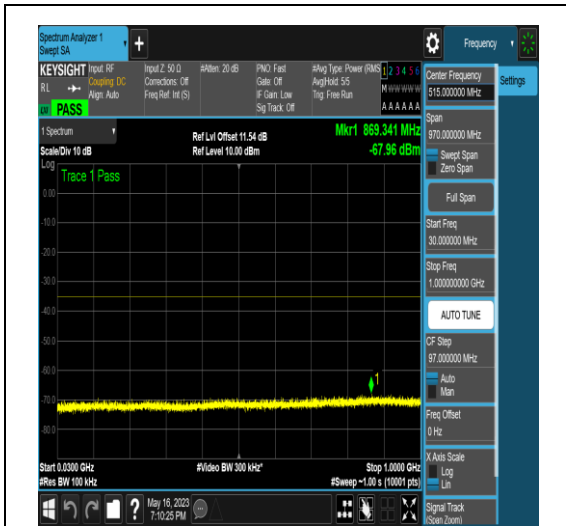 Spectrum Analyzer 1
Swept SA
+
Frequency
KEYSIGHT
RL
PASS
Input: RF
Coupling: DC
Align: Auto
Input Z: 50 Ω
Corrections: Off
Freq Ref: Int (S)
#Atten: 20 dB
PNO: Fast
Gate: Off
IF Gain: Low
Sig Track: Off
#Avg Type: Power (RMS
Avg|Hold: 5/5
Trig: Free Run
1 2 3 4 5 6
M W W W W W
A A A A A A
Center Frequency
515.000000 MHz
Settings
Span
970.000000 MHz
Swept Span
Zero Span
Full Span
Start Freq
30.000000 MHz
Stop Freq
1.000000000 GHz
AUTO TUNE
CF Step
97.000000 MHz
Auto
Man
Freq Offset
0 Hz
X Axis Scale
Log
Lin
Signal Track
(Span Zoom)
1 Spectrum
Scale/Div 10 dB
Ref Lvl Offset 11.54 dB
Ref Level 10.00 dBm
Mkr1 869.341 MHz
-67.96 dBm
Log
Trace 1 Pass
0.00
-10.0
-20.0
-30.0
-40.0
-50.0
-60.0
-70.0
-80.0
1
Start 0.0300 GHz
#Res BW 100 kHz
#Video BW 300 kHz*
Stop 1.0000 GHz
#Sweep ~1.00 s (10001 pts)
?
May 16, 2023
7:10:25 PM